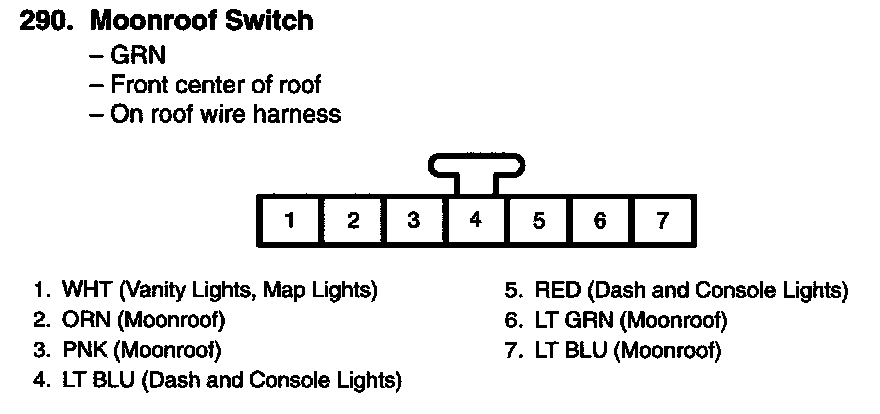 290. Moonroof Switch
– GRN
– Front center of roof
– On roof wire harness
1 2 3 4 5 6 7
1. WHT (Vanity Lights, Map Lights)
2. ORN (Moonroof)
3. PNK (Moonroof)
4. LT BLU (Dash and Console Lights)
5. RED (Dash and Console Lights)
6. LT GRN (Moonroof)
7. LT BLU (Moonroof)